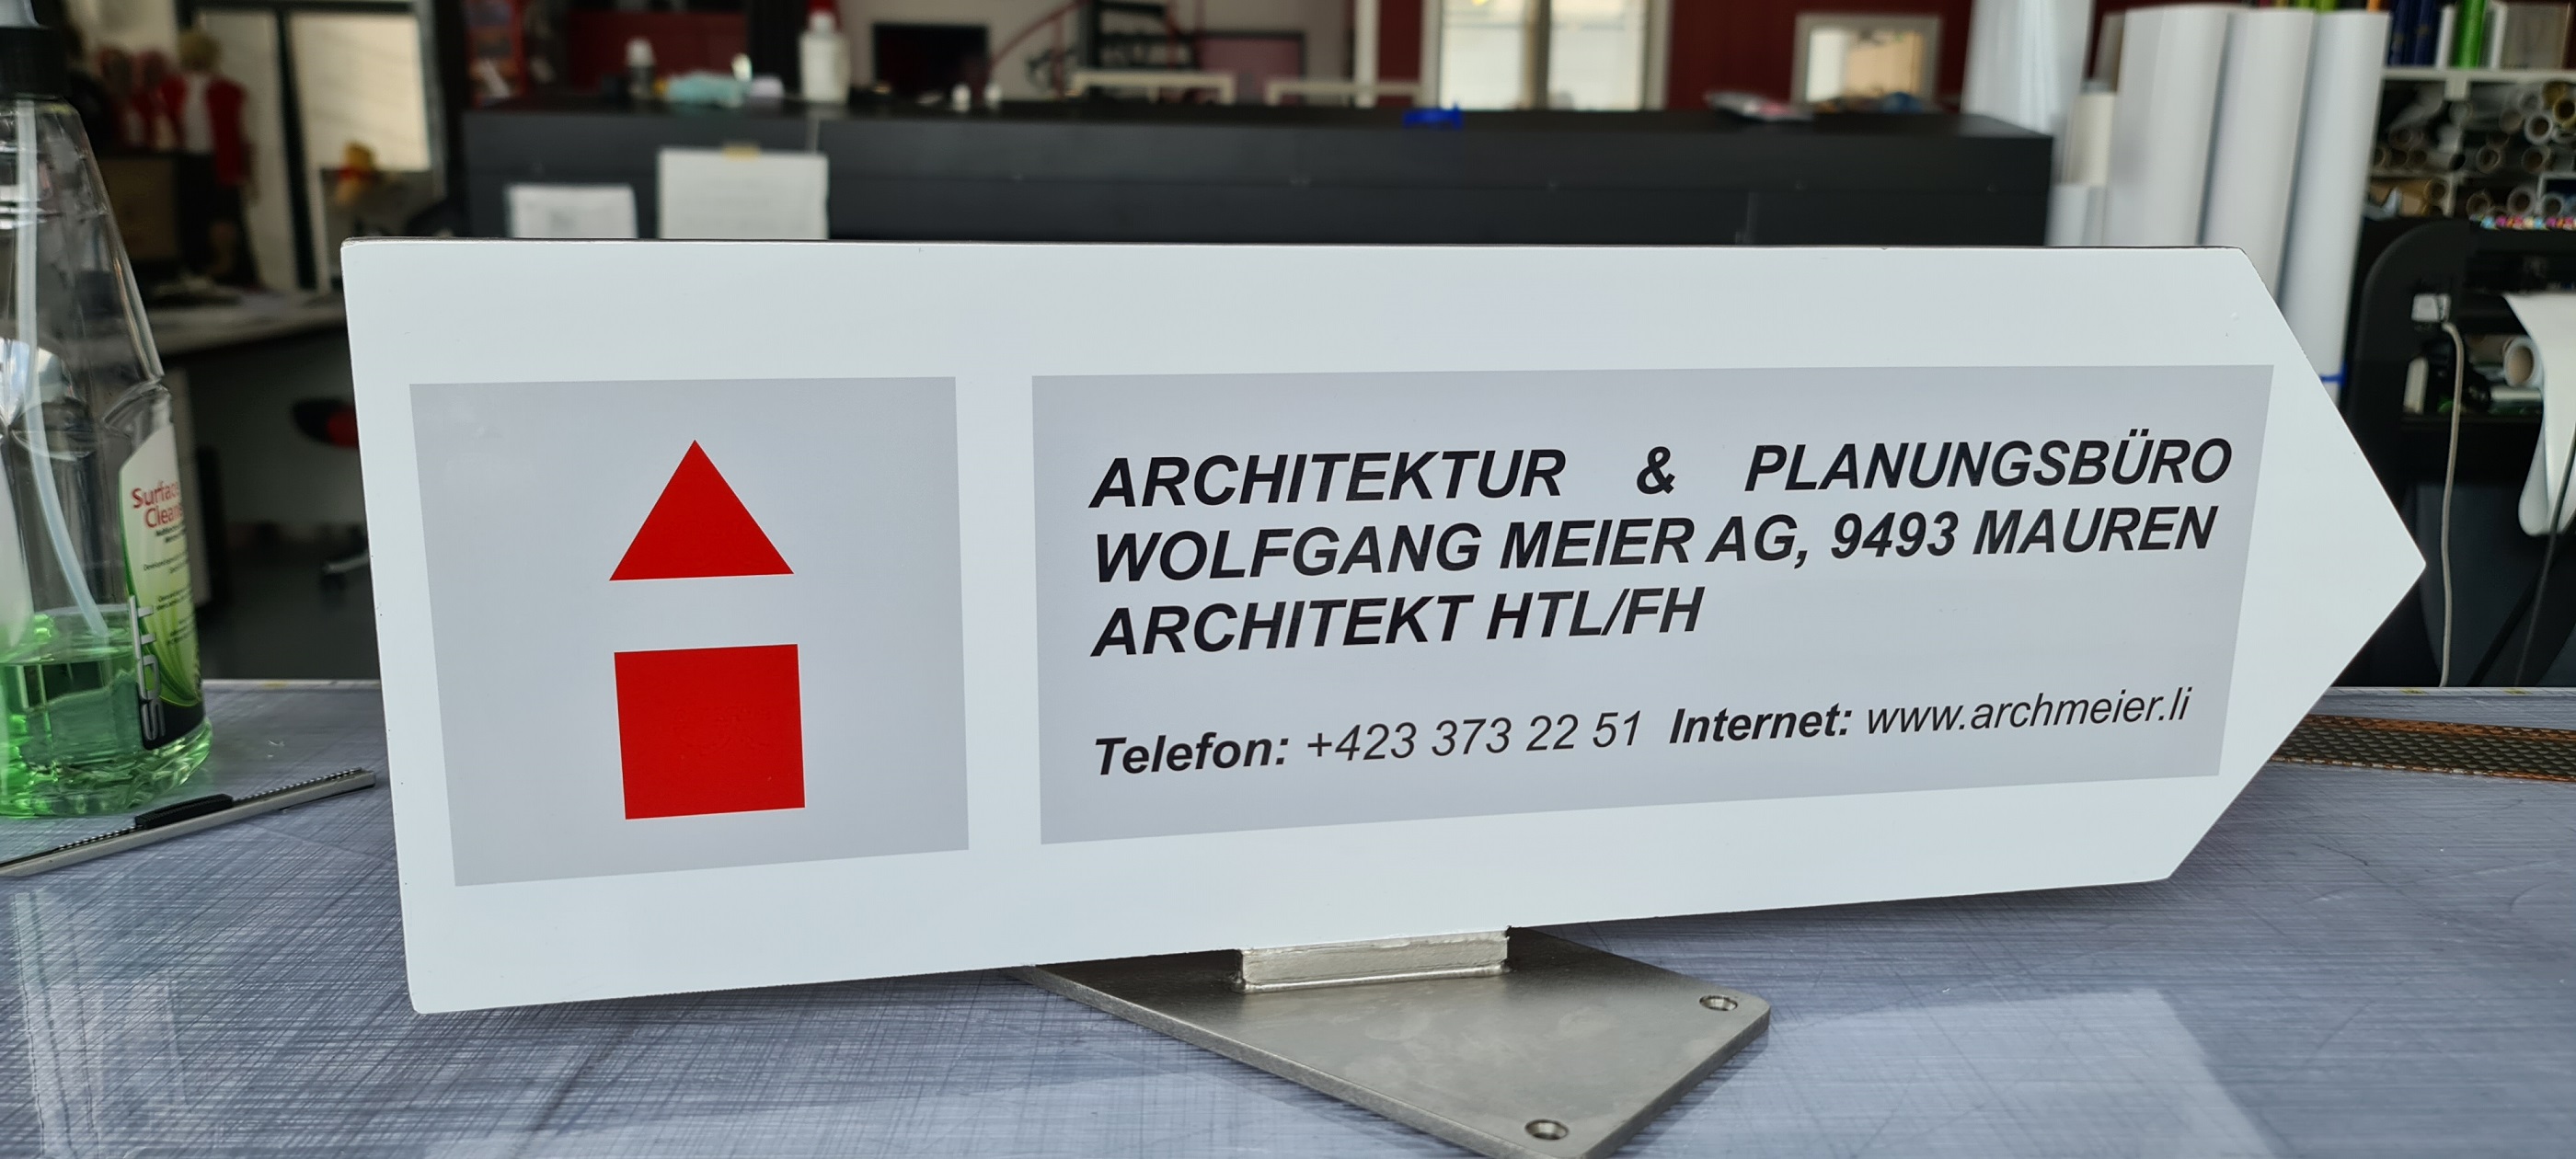 ARCHITEKTUR & PLANUNGSBÜRO
WOLFGANG MEIER AG, 9493 MAUREN
ARCHITEKT HTL/FH
Telefon: +423 373 22 51 Internet: www.archmeier.li
Surface